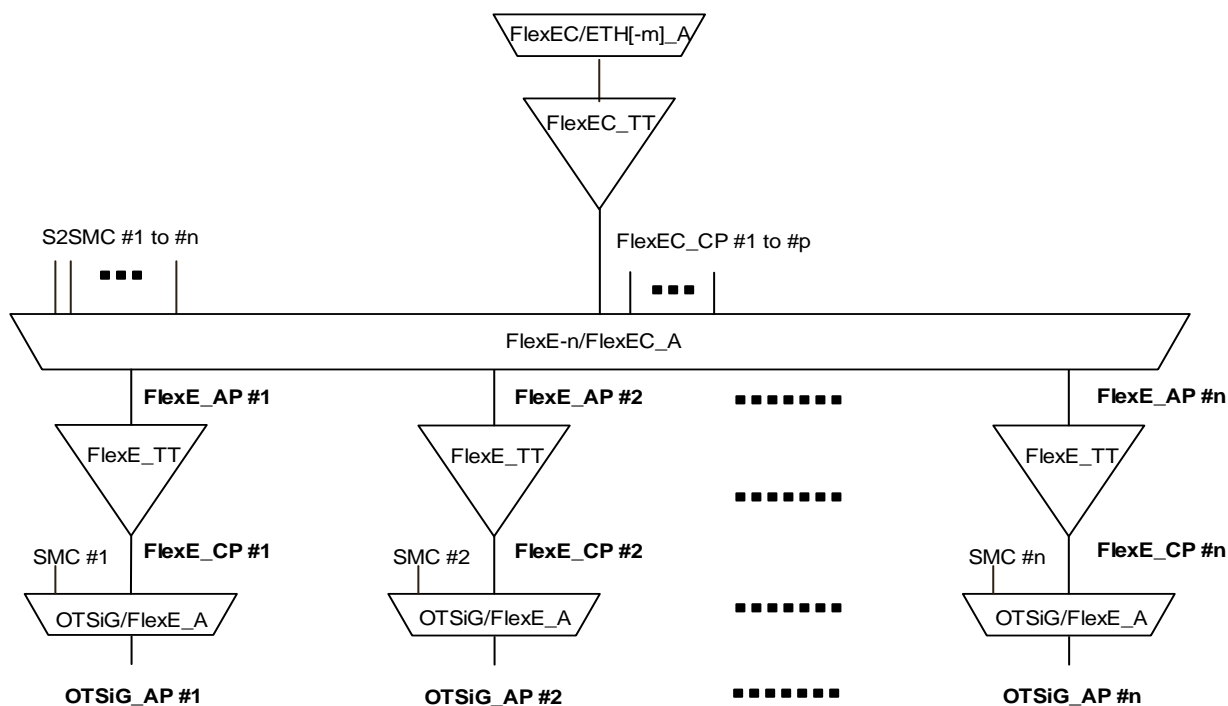 FlexEC/ETH[-m]_A
FlexEC_TT
S2SMC #1 to #n
FlexEC_CP #1 to #p
FlexE-n/FlexEC_A
FlexE_AP #1
FlexE_AP #2
FlexE_AP #n
FlexE_TT
FlexE_TT
FlexE_TT
SMC #1
FlexE_CP #1
SMC #2
FlexE_CP #2
SMC #n
FlexE_CP #n
OTSiG/FlexE_A
OTSiG/FlexE_A
OTSiG/FlexE_A
OTSiG_AP #1
OTSiG_AP #2
OTSiG_AP #n